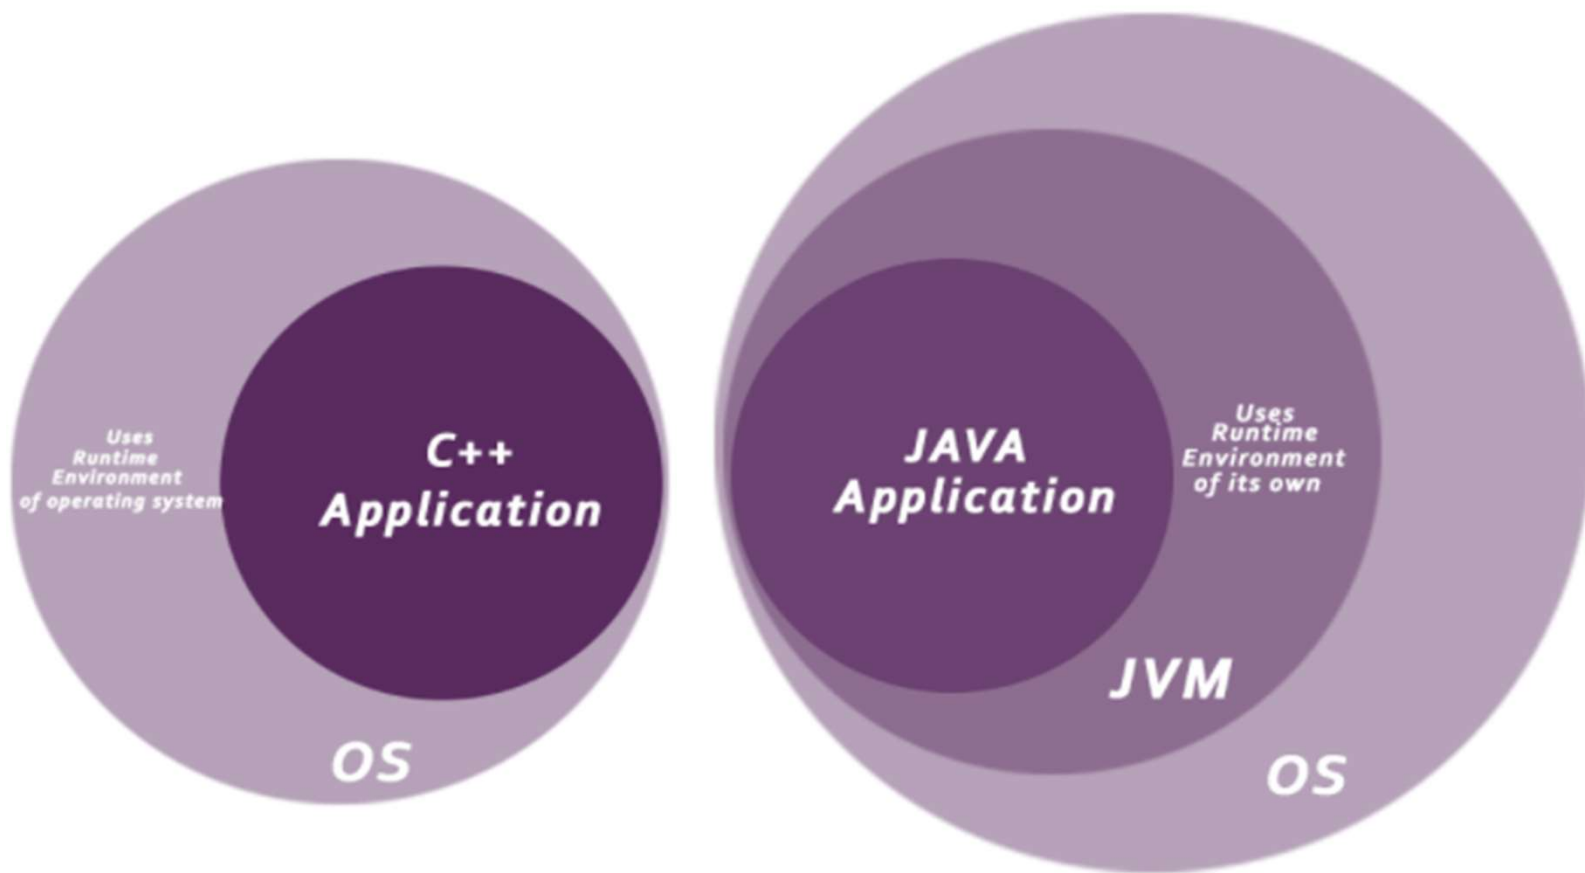 Uses
Runtime
Environment
of operating system
C++
Application
OS
JAVA
Application
Uses
Runtime
Environment
of its own
JVM
OS